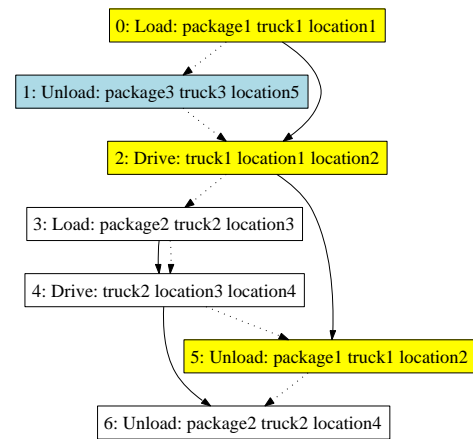 0: Load: package1 truck1 location1
1: Unload: package3 truck3 location5
2: Drive: truck1 location1 location2
3: Load: package2 truck2 location3
4: Drive: truck2 location3 location4
5: Unload: package1 truck1 location2
6: Unload: package2 truck2 location4